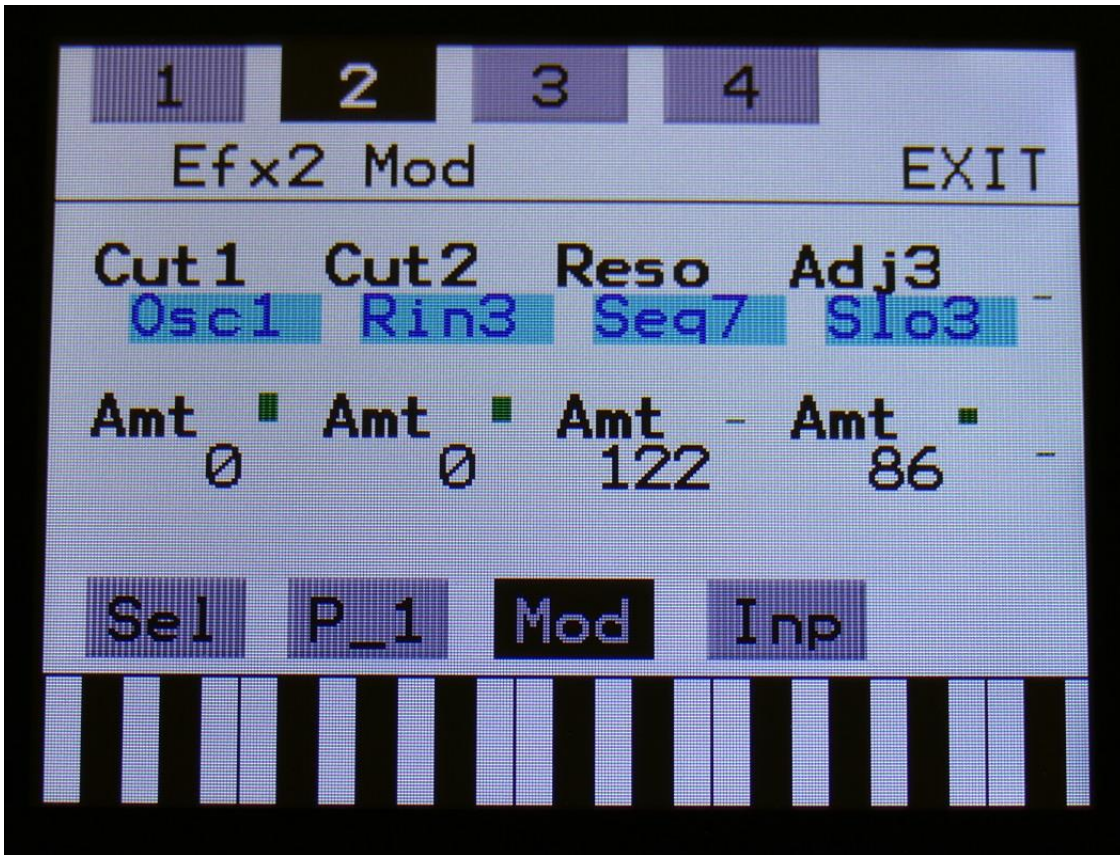 1 2 3 4
Efx2 Mod EXIT
Cut1 Cut2 Reso Adj3
Osc1 Rin3 Seq7 Slo3
Amt Amt Amt Amt
0 0 122 86
Sel P_1 Mod Inp